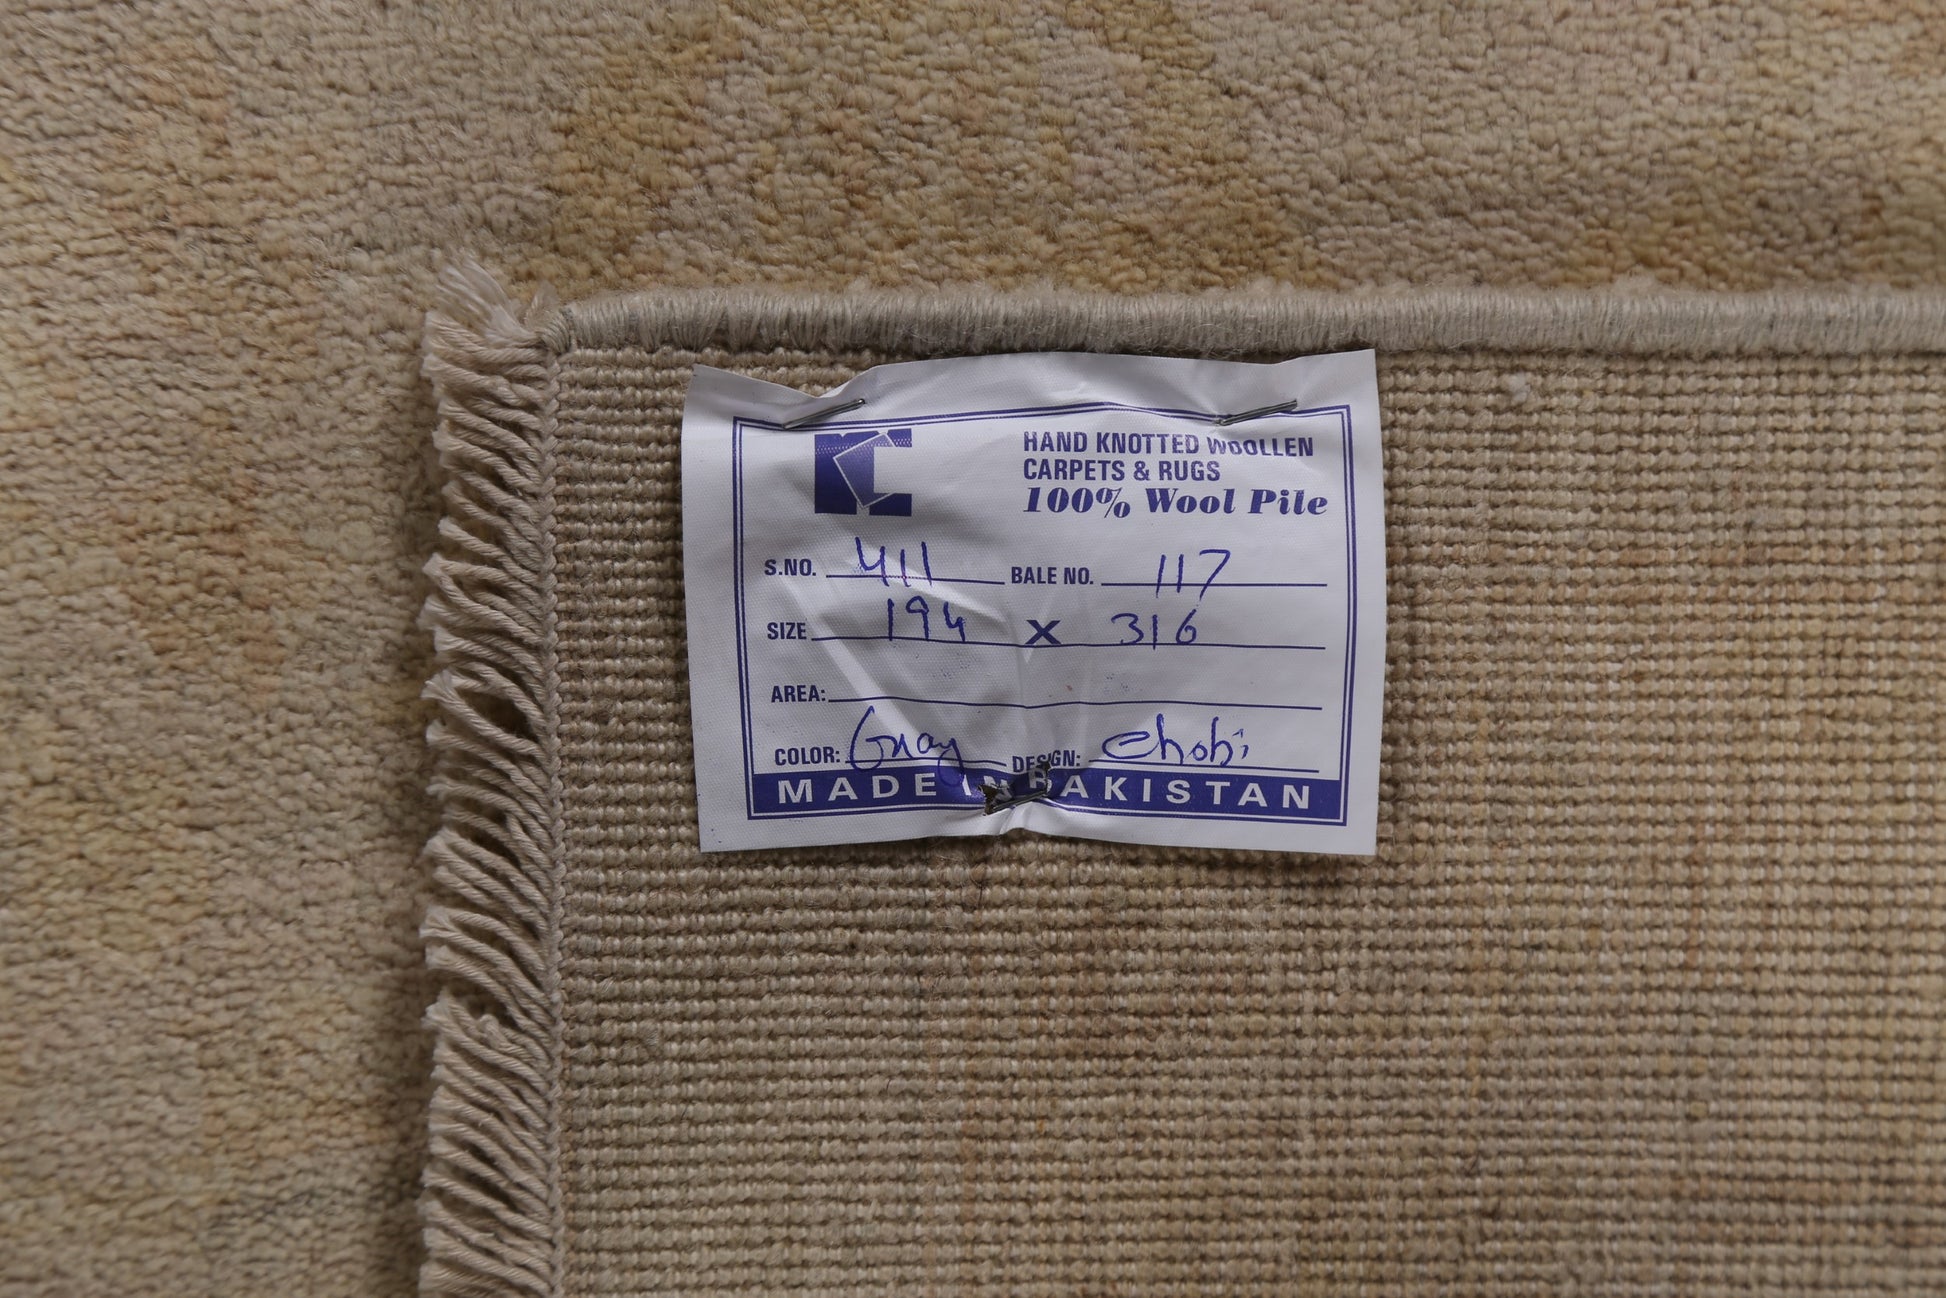 HAND KNOTTED WOOLLEN
CARPETS & RUGS
100% Wool Pile
S.NO. 411 BALE NO. 117
SIZE 194 X 316
AREA:
COLOR: Gray DESIGN: Chobi
MADE IN PAKISTAN